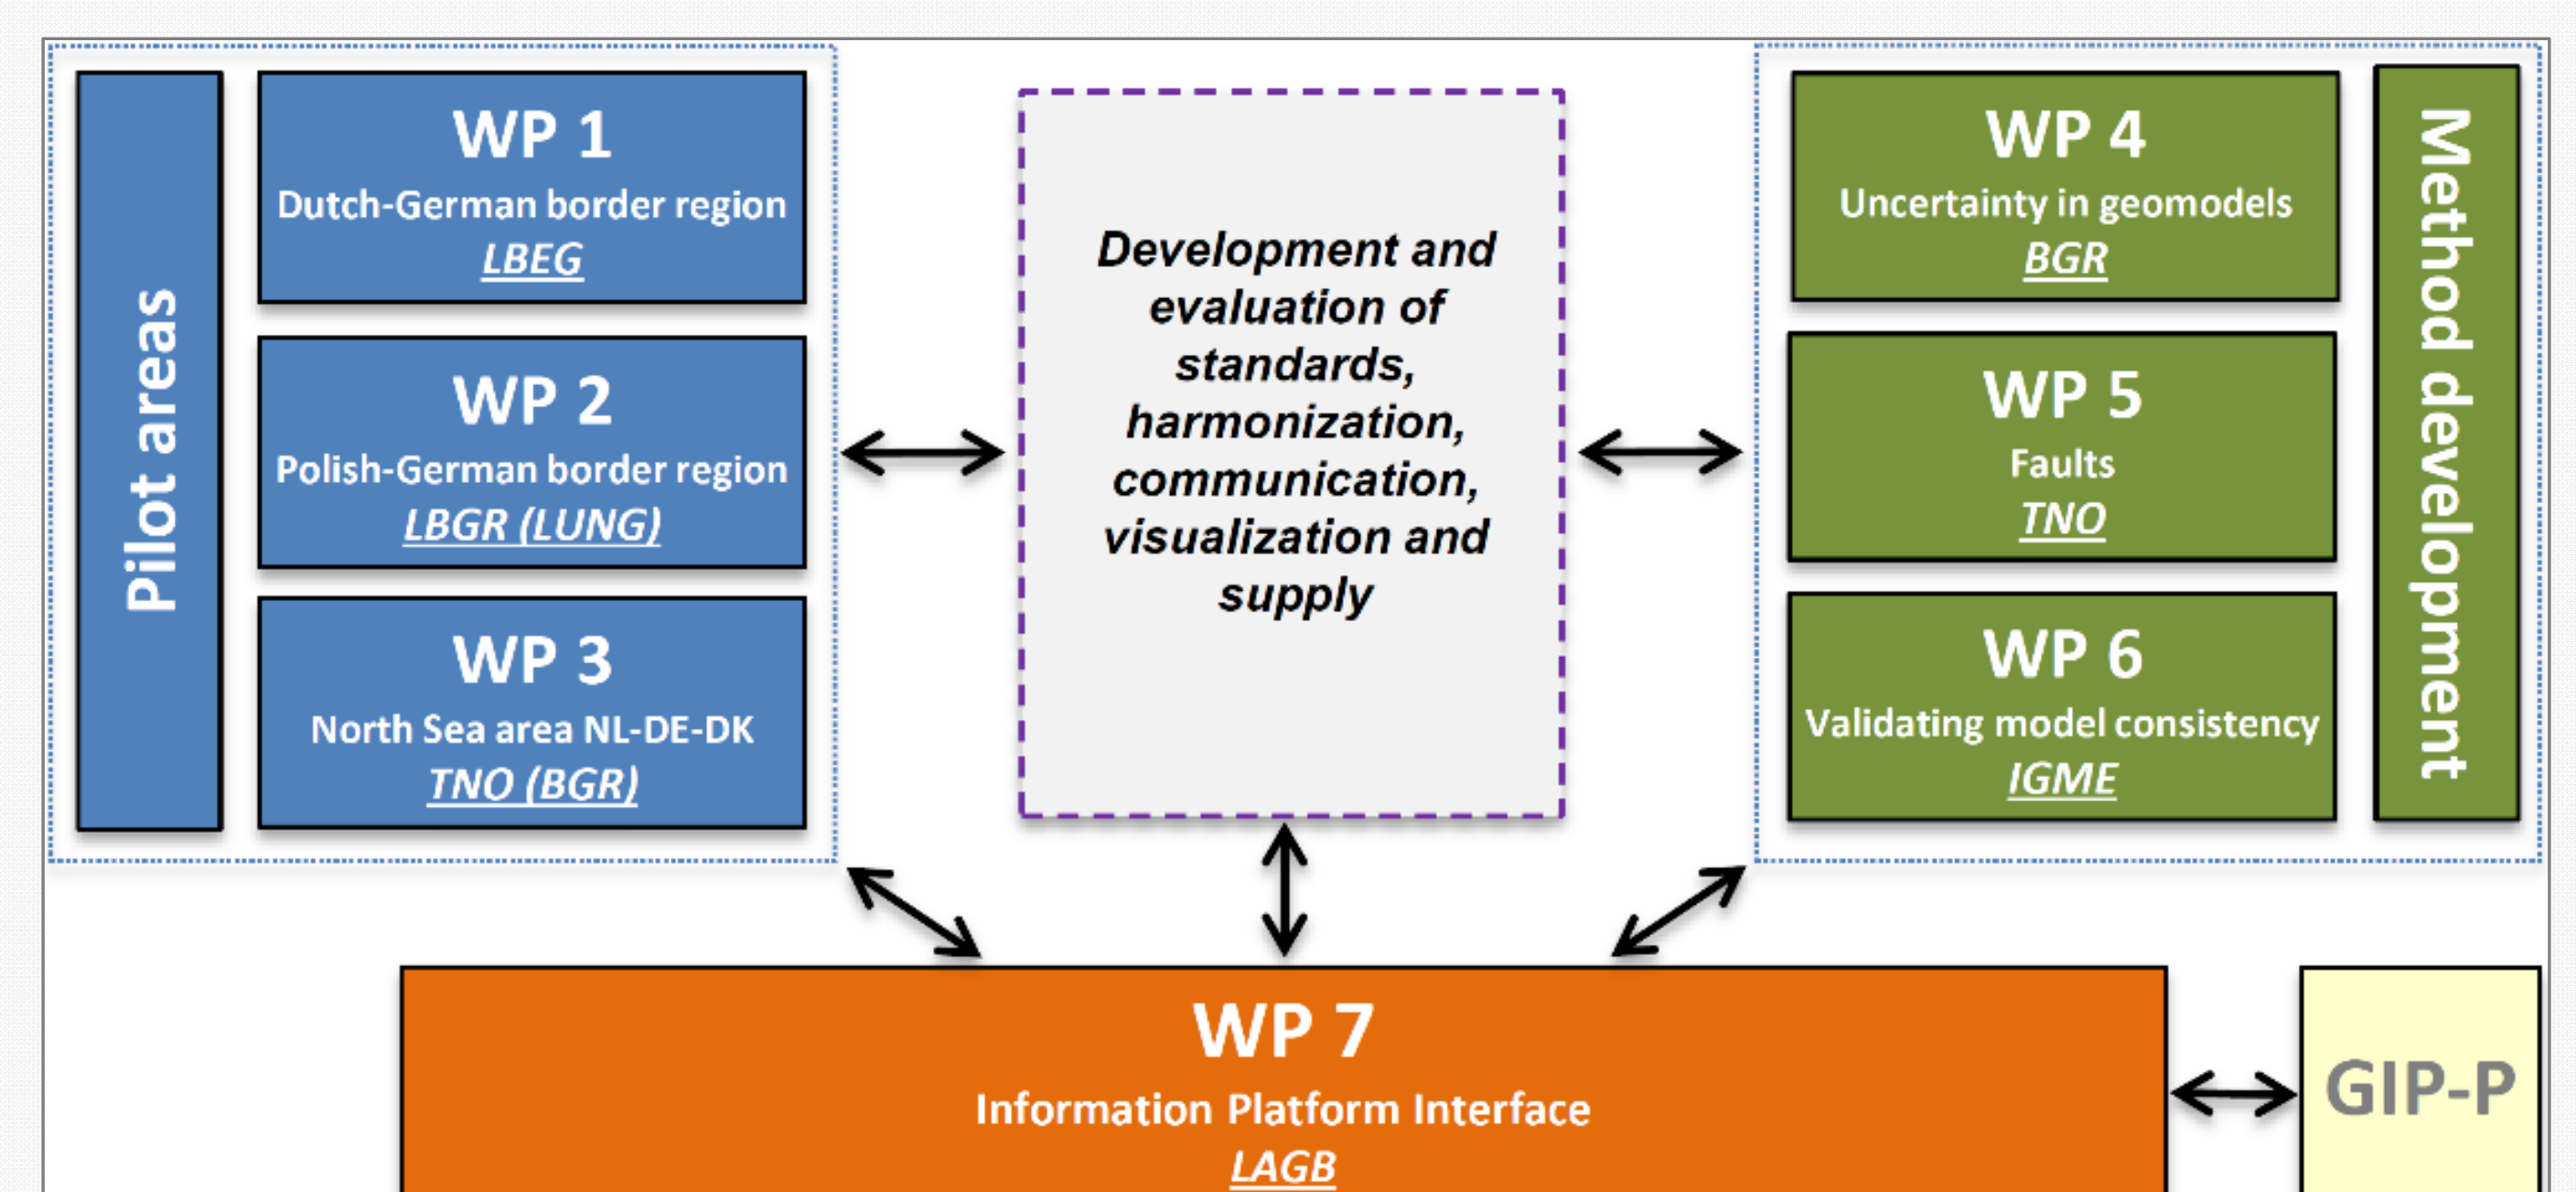 Pilot areas
WP 1
Dutch-German border region
LBEG
WP 2
Polish-German border region
LBGR (LUNG)
WP 3
North Sea area NL-DE-DK
TNO (BGR)
Development and
evaluation of
standards,
harmonization,
communication,
visualization and
supply
WP 4
Uncertainty in geomodels
BGR
WP 5
Faults
TNO
WP 6
Validating model consistency
IGME
Method development
WP 7
Information Platform Interface
LAGB
GIP-P